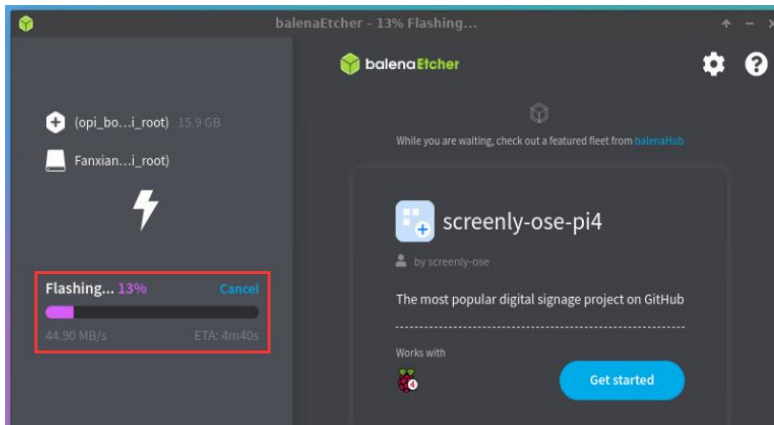 balenaEtcher - 13% Flashing...
balenaEtcher
(opi_bo...i_root) 15.9 GB
Fanxian...i_root)
While you are waiting, check out a featured fleet from balenaHub
screenly-ose-pi4
by screenly-ose
Flashing... 13% Cancel
44.90 MB/s ETA: 4m40s
The most popular digital signage project on GitHub
Works with
4
Get started